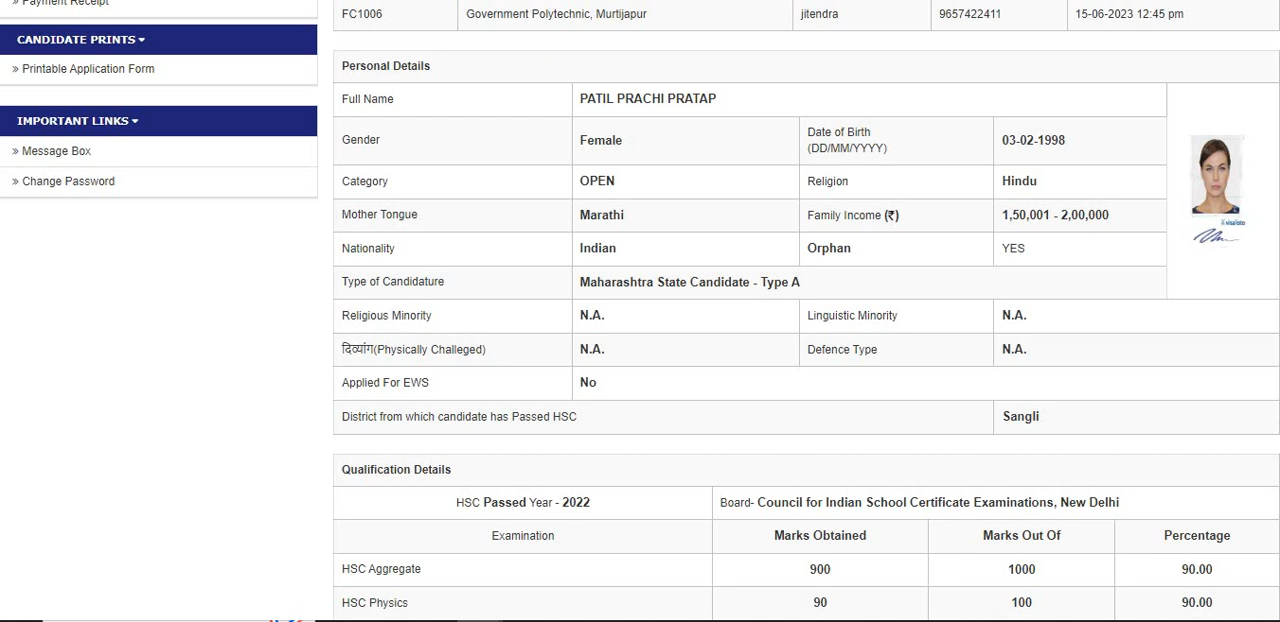 » Payment Receipt
FC1006 Government Polytechnic, Murtijapur jitendra 9657422411 15-06-2023 12:45 pm
CANDIDATE PRINTS
» Printable Application Form
IMPORTANT LINKS
» Message Box
» Change Password
Personal Details
Full Name PATIL PRACHI PRATAP
Gender Female Date of Birth
(DD/MM/YYYY) 03-02-1998
Category OPEN Religion Hindu
Mother Tongue Marathi Family Income (₹) 1,50,001 - 2,00,000
visafoto
Nationality Indian Orphan YES
Type of Candidature Maharashtra State Candidate - Type A
Religious Minority N.A. Linguistic Minority N.A.
दिव्यांग(Physically Challeged) N.A. Defence Type N.A.
Applied For EWS No
District from which candidate has Passed HSC Sangli
Qualification Details
HSC Passed Year - 2022 Board- Council for Indian School Certificate Examinations, New Delhi
Examination Marks Obtained Marks Out Of Percentage
HSC Aggregate 900 1000 90.00
HSC Physics 90 100 90.00